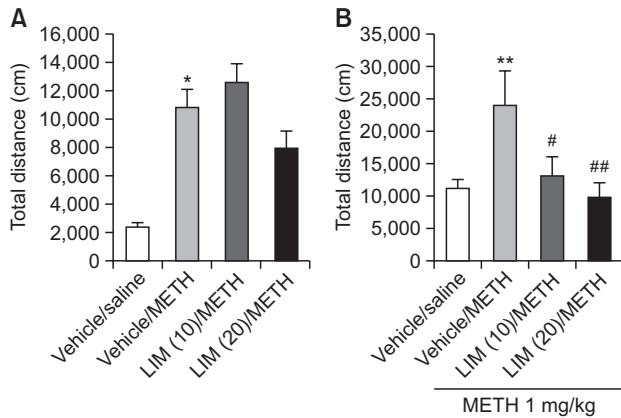 A
Total distance (cm)
16,000
14,000
12,000
10,000
8,000
6,000
4,000
2,000
0
*
Vehicle/saline
Vehicle/METH
LIM (10)/METH
LIM (20)/METH
B
Total distance (cm)
35,000
30,000
25,000
20,000
15,000
10,000
5,000
0
**
#
##
Vehicle/saline
Vehicle/METH
LIM (10)/METH
LIM (20)/METH
METH 1 mg/kg